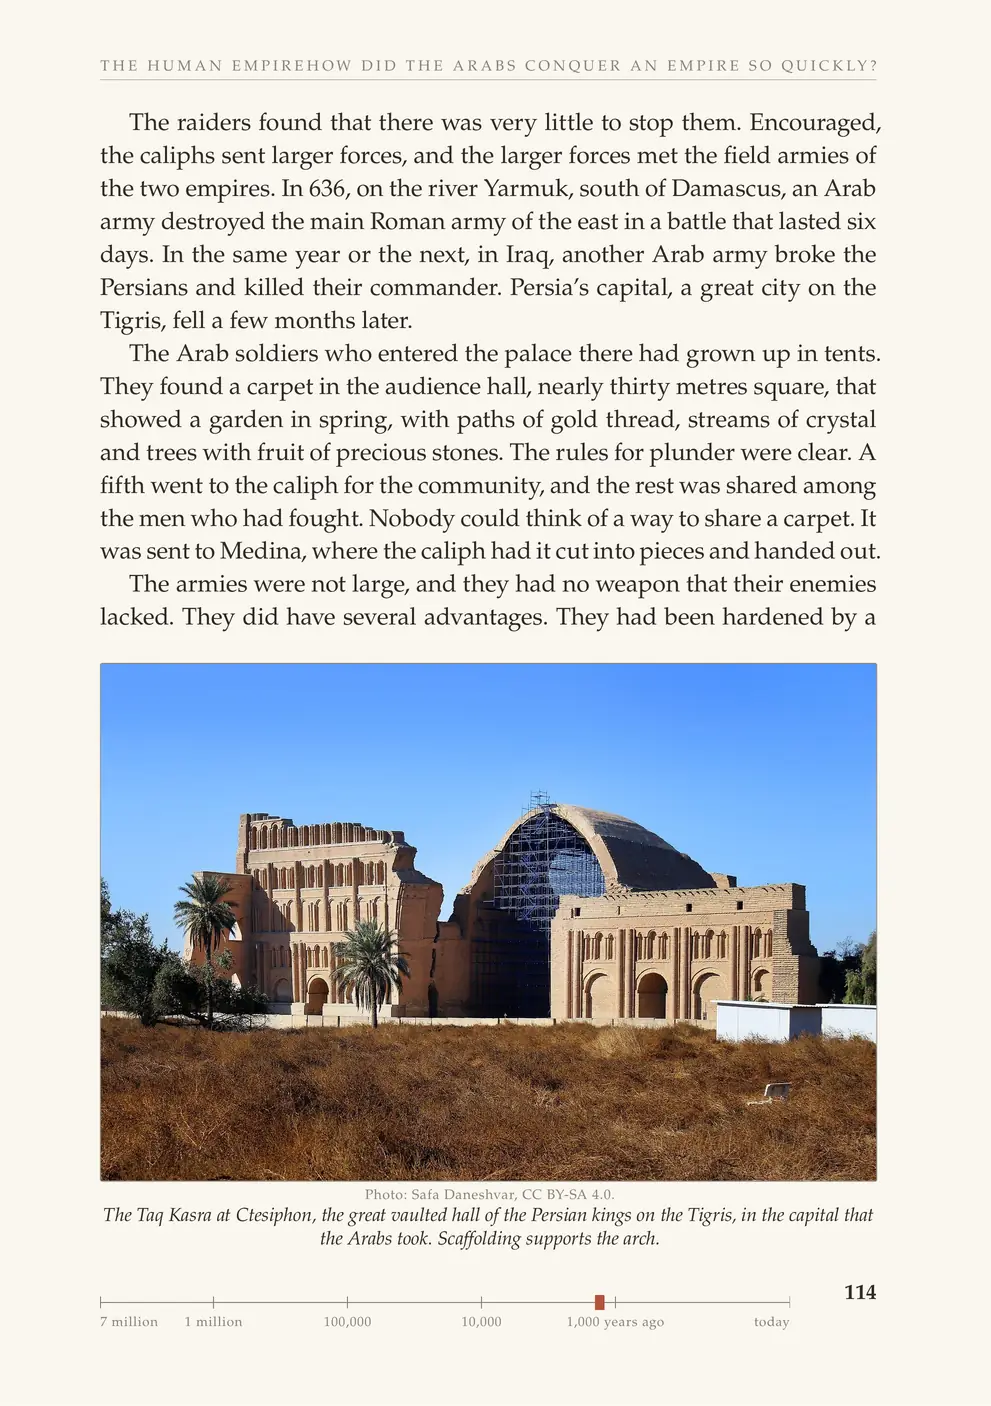 THE HUMAN EMPIREHOW DID THE ARABS CONQUER AN EMPIRE SO QUICKLY?
The raiders found that there was very little to stop them. Encouraged,
the caliphs sent larger forces, and the larger forces met the field armies of
the two empires. In 636, on the river Yarmuk, south of Damascus, an Arab
army destroyed the main Roman army of the east in a battle that lasted six
days. In the same year or the next, in Iraq, another Arab army broke the
Persians and killed their commander. Persia’s capital, a great city on the
Tigris, fell a few months later.
The Arab soldiers who entered the palace there had grown up in tents.
They found a carpet in the audience hall, nearly thirty metres square, that
showed a garden in spring, with paths of gold thread, streams of crystal
and trees with fruit of precious stones. The rules for plunder were clear. A
fifth went to the caliph for the community, and the rest was shared among
the men who had fought. Nobody could think of a way to share a carpet. It
was sent to Medina, where the caliph had it cut into pieces and handed out.
The armies were not large, and they had no weapon that their enemies
lacked. They did have several advantages. They had been hardened by a
Photo: Safa Daneshvar, CC BY-SA 4.0.
The Taq Kasra at Ctesiphon, the great vaulted hall of the Persian kings on the Tigris, in the capital that
the Arabs took. Scaffolding supports the arch.
114
7 million 1 million 100,000 10,000 1,000 years ago today